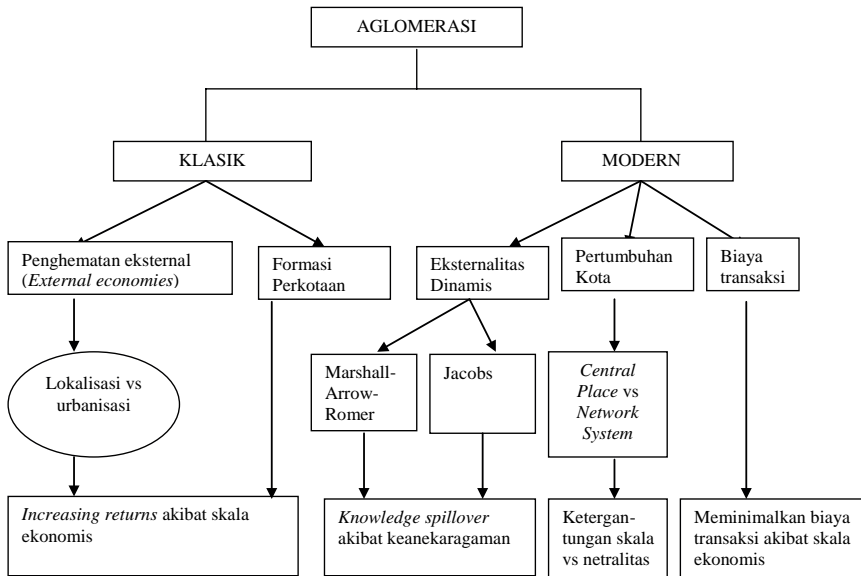 AGLOMERASI
KLASIK
MODERN
Penghematan eksternal
(External economies)
Formasi
Perkotaan
Eksternalitas
Dinamis
Pertumbuhan
Kota
Biaya
transaksi
Lokalisasi vs
urbanisasi
Marshall-
Arrow-
Romer
Jacobs
Central
Place vs
Network
System
Increasing returns akibat skala
ekonomis
Knowledge spillover
akibat keanekaragaman
Ketergan-
tungan skala
vs netralitas
Meminimalkan biaya
transaksi akibat skala
ekonomis